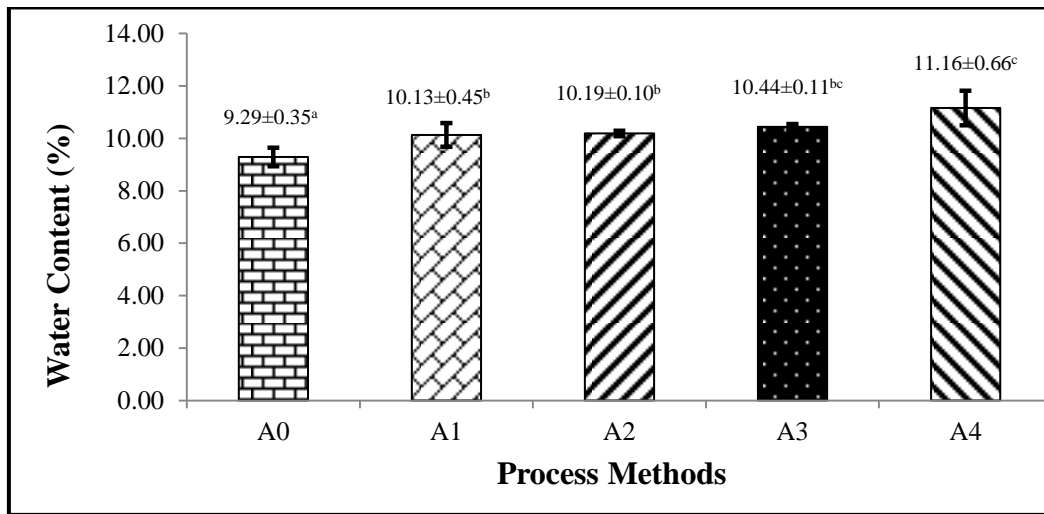 14.00
12.00
10.00
8.00
6.00
4.00
2.00
0.00
Water Content (%)
9.29±0.35ᵃ
10.13±0.45ᵇ
10.19±0.10ᵇ
10.44±0.11ᵇᶜ
11.16±0.66ᶜ
A0 A1 A2 A3 A4
Process Methods